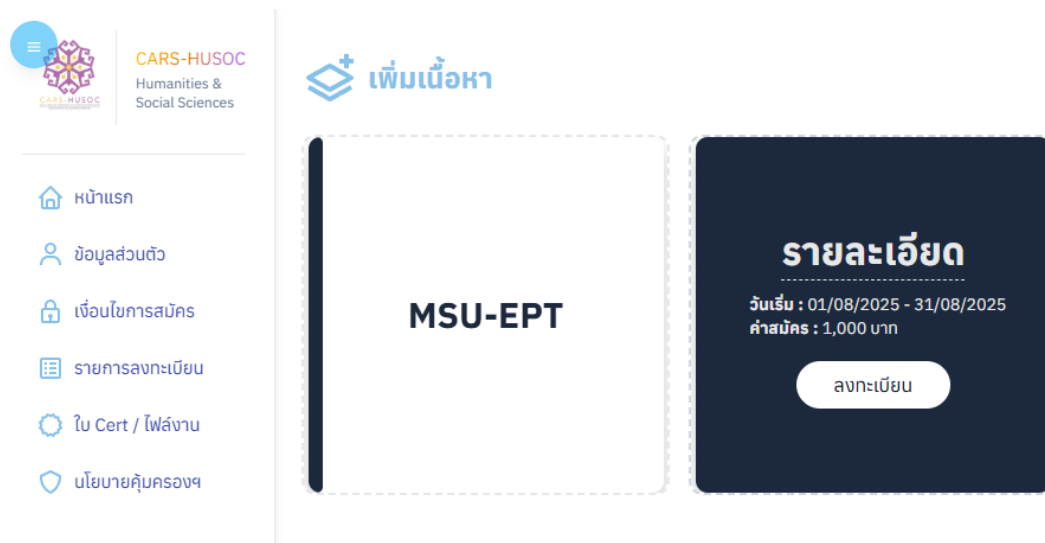 CARS-HUSOC
Humanities &
Social Sciences
CARS-HUSOC
หน้าแรก
ข้อมูลส่วนตัว
เงื่อนไขการสมัคร
รายการลงทะเบียน
ใบ Cert / ไฟล์งาน
นโยบายคุ้มครองฯ
เพิ่มเนื้อหา
MSU-EPT
รายละเอียด
วันเริ่ม : 01/08/2025 - 31/08/2025
ค่าสมัคร : 1,000 บาท
ลงทะเบียน